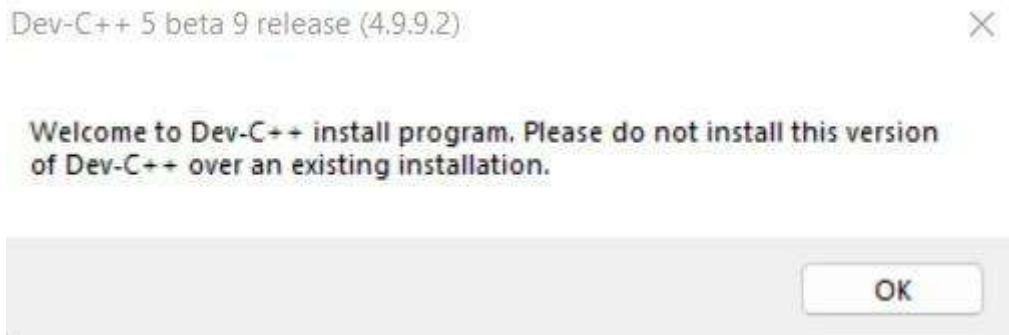 Dev-C++ 5 beta 9 release (4.9.9.2)
Welcome to Dev-C++ install program. Please do not install this version
of Dev-C++ over an existing installation.
OK